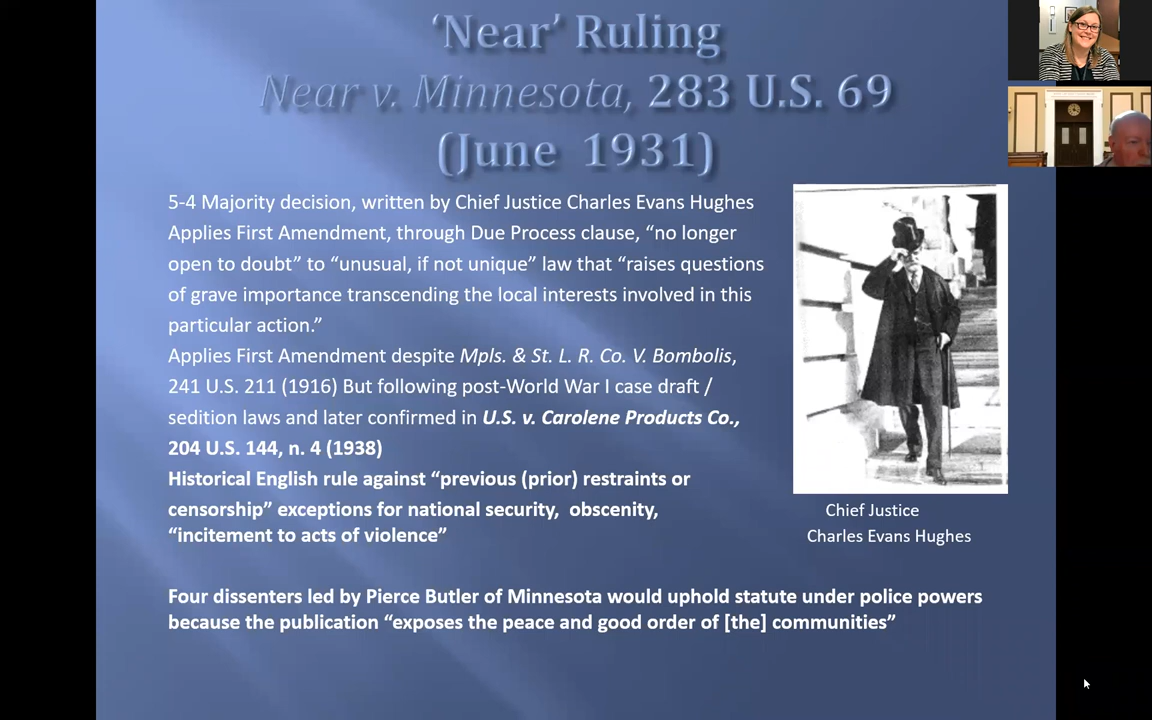 ‘Near’ Ruling
Near v. Minnesota, 283 U.S. 69
(June 1931)
5-4 Majority decision, written by Chief Justice Charles Evans Hughes
Applies First Amendment, through Due Process clause, “no longer
open to doubt” to “unusual, if not unique” law that “raises questions
of grave importance transcending the local interests involved in this
particular action.”
Applies First Amendment despite Mpls. & St. L. R. Co. V. Bombolis,
241 U.S. 211 (1916) But following post-World War I case draft /
sedition laws and later confirmed in U.S. v. Carolene Products Co.,
204 U.S. 144, n. 4 (1938)
Historical English rule against “previous (prior) restraints or
censorship” exceptions for national security, obscenity,
“incitement to acts of violence”
Chief Justice
Charles Evans Hughes
Four dissenters led by Pierce Butler of Minnesota would uphold statute under police powers
because the publication “exposes the peace and good order of [the] communities”